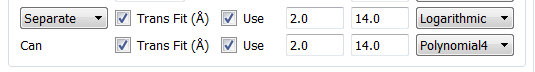 Separate Trans Fit (Å) Use 2.0 14.0 Logarithmic
Can Trans Fit (Å) Use 2.0 14.0 Polynomial4